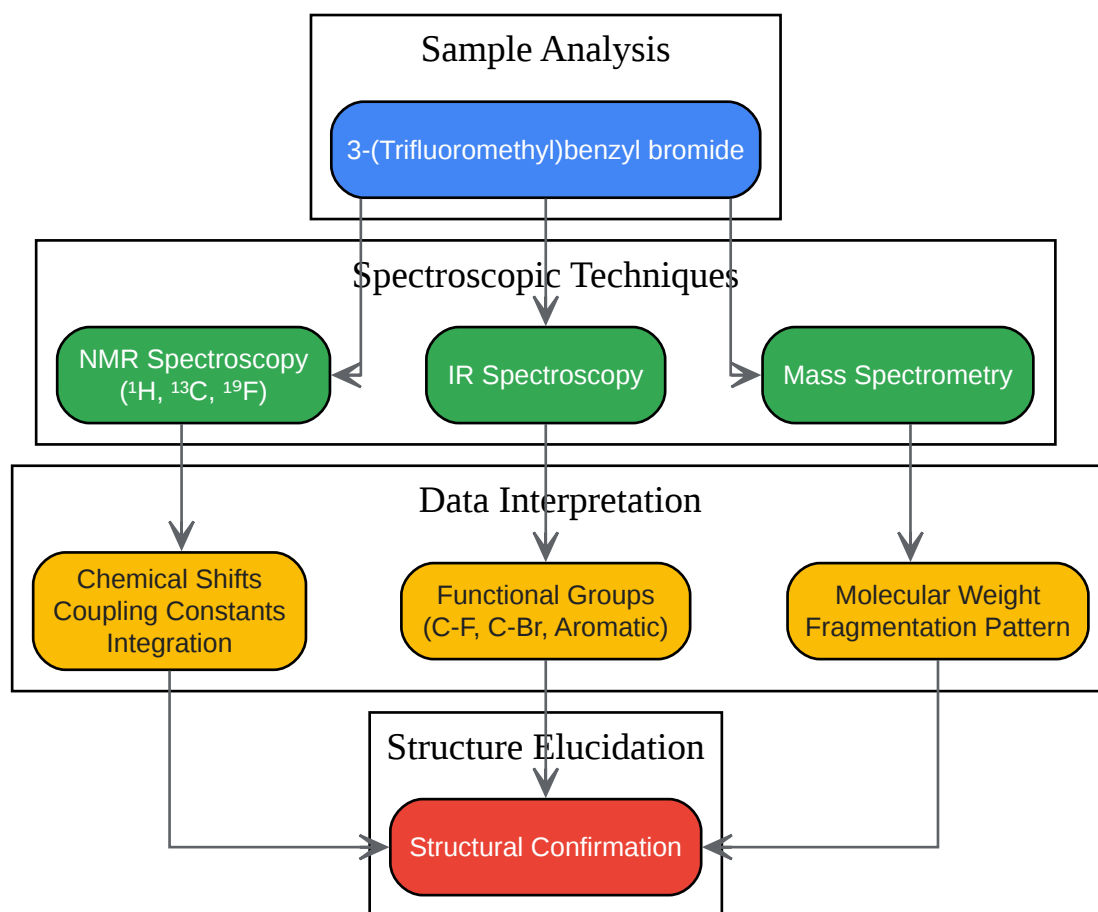 Sample Analysis
3-(Trifluoromethyl)benzyl bromide
Spectroscopic Techniques
NMR Spectroscopy
(¹H, ¹³C, ¹⁹F)
IR Spectroscopy
Mass Spectrometry
Data Interpretation
Chemical Shifts
Coupling Constants
Integration
Functional Groups
(C-F, C-Br, Aromatic)
Molecular Weight
Fragmentation Pattern
Structure Elucidation
Structural Confirmation